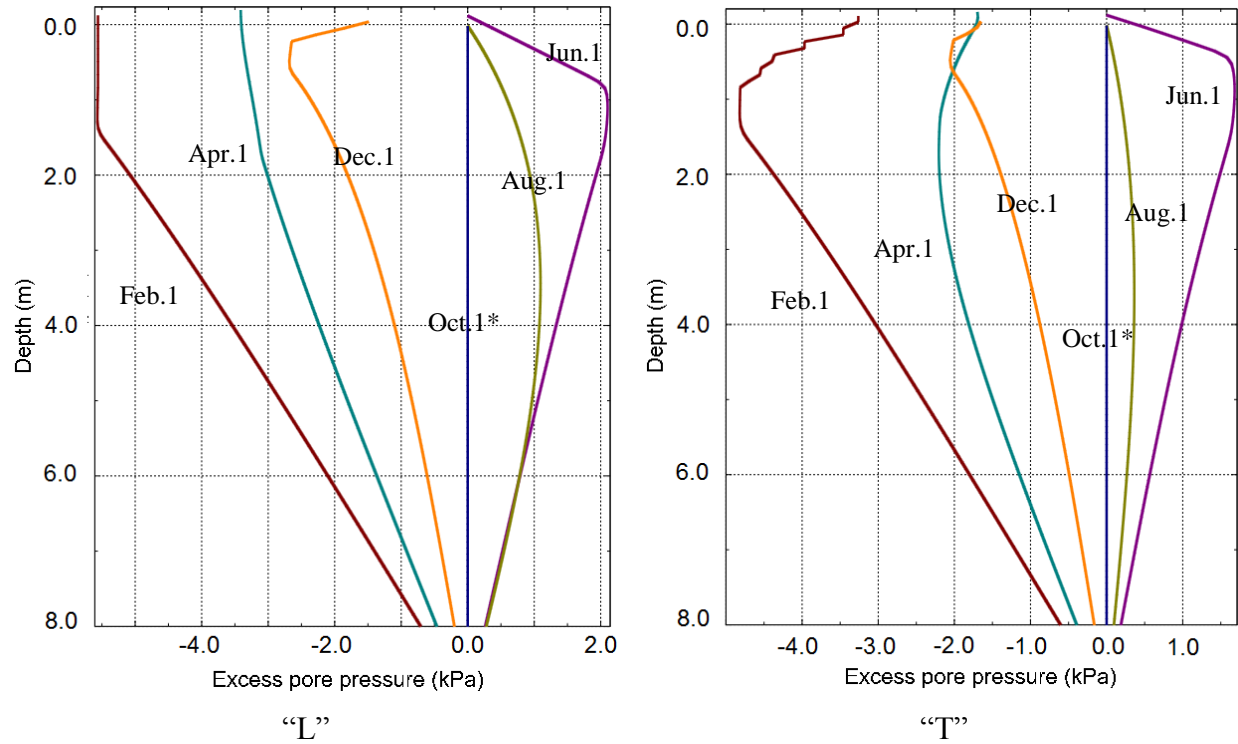 0.0
2.0
4.0
6.0
8.0
Depth (m)
Jun.1
Apr.1
Dec.1
Aug.1
Feb.1
Oct.1*
-4.0
-2.0
0.0
2.0
Excess pore pressure (kPa)
“L”
0.0
2.0
4.0
6.0
8.0
Depth (m)
Jun.1
Dec.1
Aug.1
Apr.1
Feb.1
Oct.1*
-4.0
-3.0
-2.0
-1.0
0.0
1.0
Excess pore pressure (kPa)
“T”